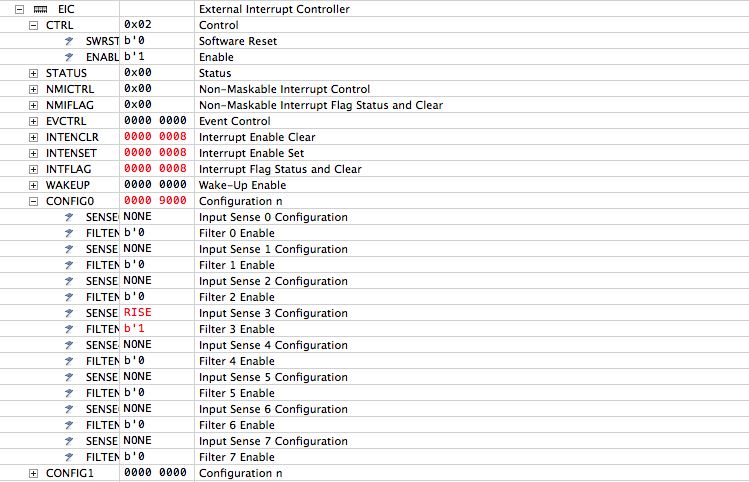 EIC External Interrupt Controller
CTRL 0x02 Control
SWRST b'0 Software Reset
ENABL b'1 Enable
STATUS 0x00 Status
NMICTRL 0x00 Non-Maskable Interrupt Control
NMIFLAG 0x00 Non-Maskable Interrupt Flag Status and Clear
EVCTRL 0000 0000 Event Control
INTENCLR 0000 0008 Interrupt Enable Clear
INTENSET 0000 0008 Interrupt Enable Set
INTFLAG 0000 0008 Interrupt Flag Status and Clear
WAKEUP 0000 0000 Wake-Up Enable
CONFIG0 0000 9000 Configuration n
SENSE NONE Input Sense 0 Configuration
FILTEN b'0 Filter 0 Enable
SENSE NONE Input Sense 1 Configuration
FILTEN b'0 Filter 1 Enable
SENSE NONE Input Sense 2 Configuration
FILTEN b'0 Filter 2 Enable
SENSE RISE Input Sense 3 Configuration
FILTEN b'1 Filter 3 Enable
SENSE NONE Input Sense 4 Configuration
FILTEN b'0 Filter 4 Enable
SENSE NONE Input Sense 5 Configuration
FILTEN b'0 Filter 5 Enable
SENSE NONE Input Sense 6 Configuration
FILTEN b'0 Filter 6 Enable
SENSE NONE Input Sense 7 Configuration
FILTEN b'0 Filter 7 Enable
CONFIG1 0000 0000 Configuration n